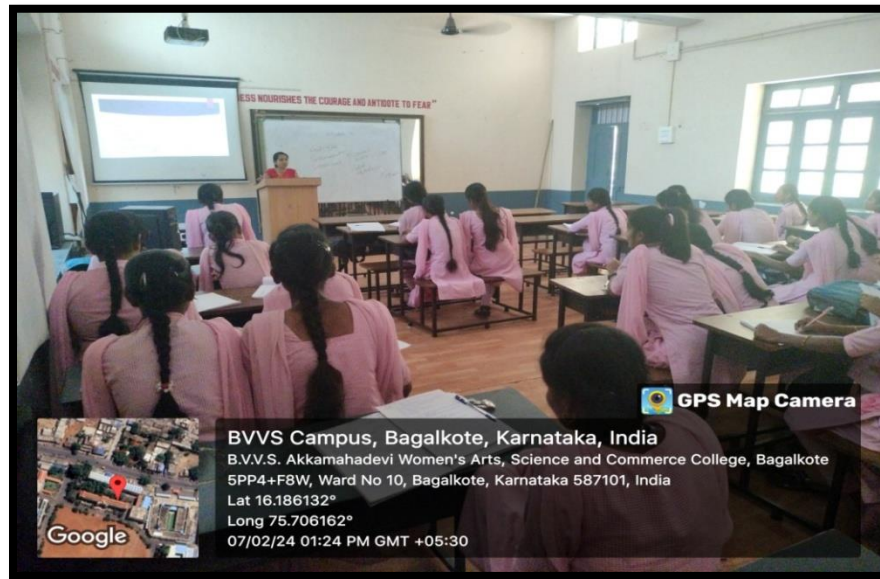 ESS NOURISHES THE COURAGE AND ANTIDOTE TO FEAR"
GPS Map Camera
BVVS Campus, Bagalkote, Karnataka, India
B.V.V.S. Akkamahadevi Women's Arts, Science and Commerce College, Bagalkote
5PP4+F8W, Ward No 10, Bagalkote, Karnataka 587101, India
Lat 16.186132°
Long 75.706162°
07/02/24 01:24 PM GMT +05:30
Google